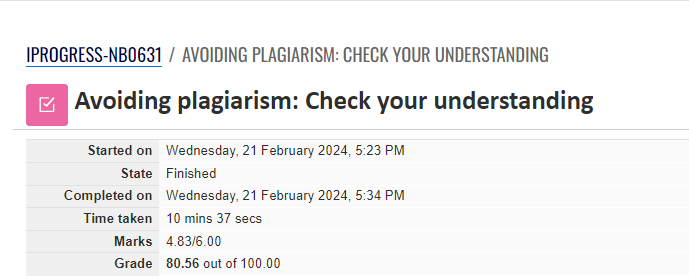 IPROGRESS-NB0631 / AVOIDING PLAGIARISM: CHECK YOUR UNDERSTANDING
Avoiding plagiarism: Check your understanding
Started on Wednesday, 21 February 2024, 5:23 PM
State Finished
Completed on Wednesday, 21 February 2024, 5:34 PM
Time taken 10 mins 37 secs
Marks 4.83/6.00
Grade 80.56 out of 100.00